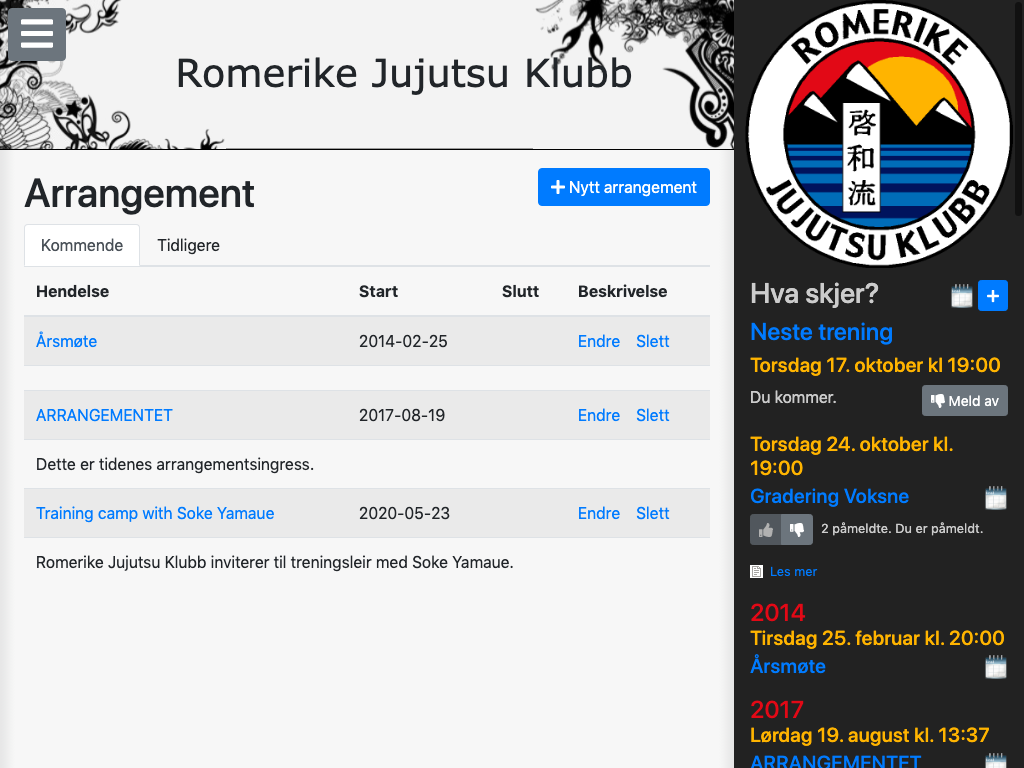 Romerike Jujutsu Klubb
Arrangement
Nytt arrangement
Kommende
Tidligere
Hendelse Start Slutt Beskrivelse
Årsmøte 2014-02-25 Endre Slett
ARRANGEMENTET 2017-08-19 Endre Slett
Dette er tidenes arrangementsingress.
Training camp with Soke Yamaue 2020-05-23 Endre Slett
Romerike Jujutsu Klubb inviterer til treningsleir med Soke Yamaue.
ROMERIKE
啓和流
JUJUTSU KLUBB
Hva skjer?
Neste trening
Torsdag 17. oktober kl 19:00
Du kommer.
Meld av
Torsdag 24. oktober kl.
19:00
Gradering Voksne
2 påmeldte. Du er påmeldt.
Les mer
2014
Tirsdag 25. februar kl. 20:00
Årsmøte
2017
Lørdag 19. august kl. 13:37
ARRANGEMENTET